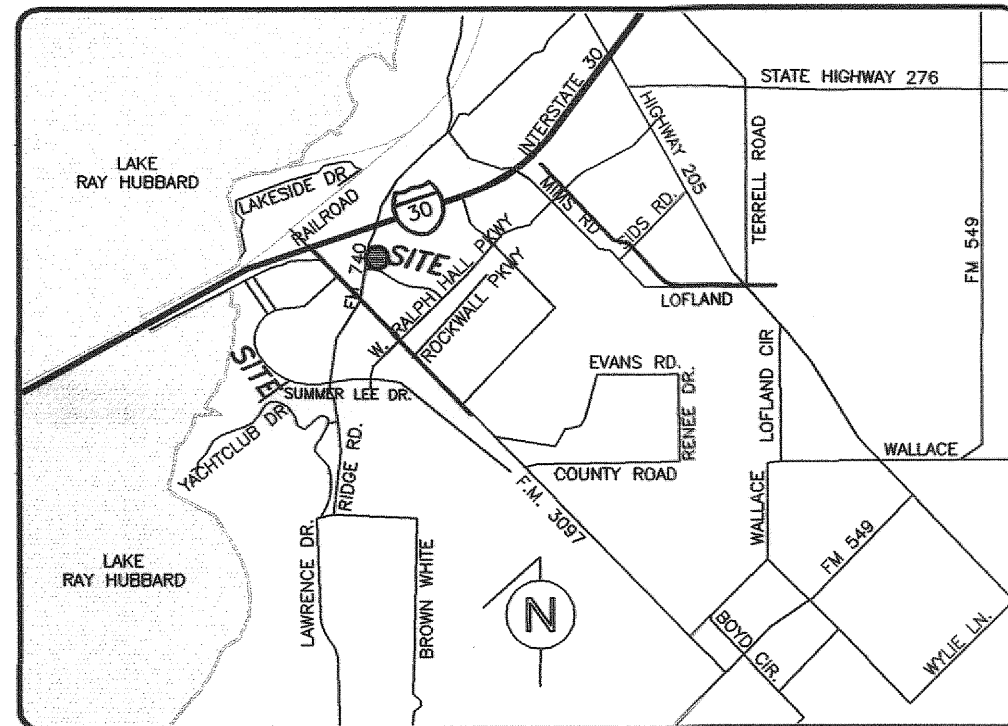 STATE HIGHWAY 276
INTERSTATE 30
HIGHWAY 205
TERRELL ROAD
FM 549
LAKE
RAY HUBBARD
LAKESIDE DR.
RAILROAD
30
MIMS RD
SIDS RD.
740
SITE
W. RALPH HALL PKWY
ROCKWALL PKWY
LOFLAND
LOFLAND CIR
SITE
SUMMER LEE DR.
EVANS RD.
RENEE DR.
YACHTCLUB DR.
RIDGE RD.
COUNTY ROAD
WALLACE
WALLACE
F.M. 3097
LAKE
RAY HUBBARD
LAWRENCE DR.
BROWN WHITE
N
FM 549
BOYD CIR.
WYLIE LN.